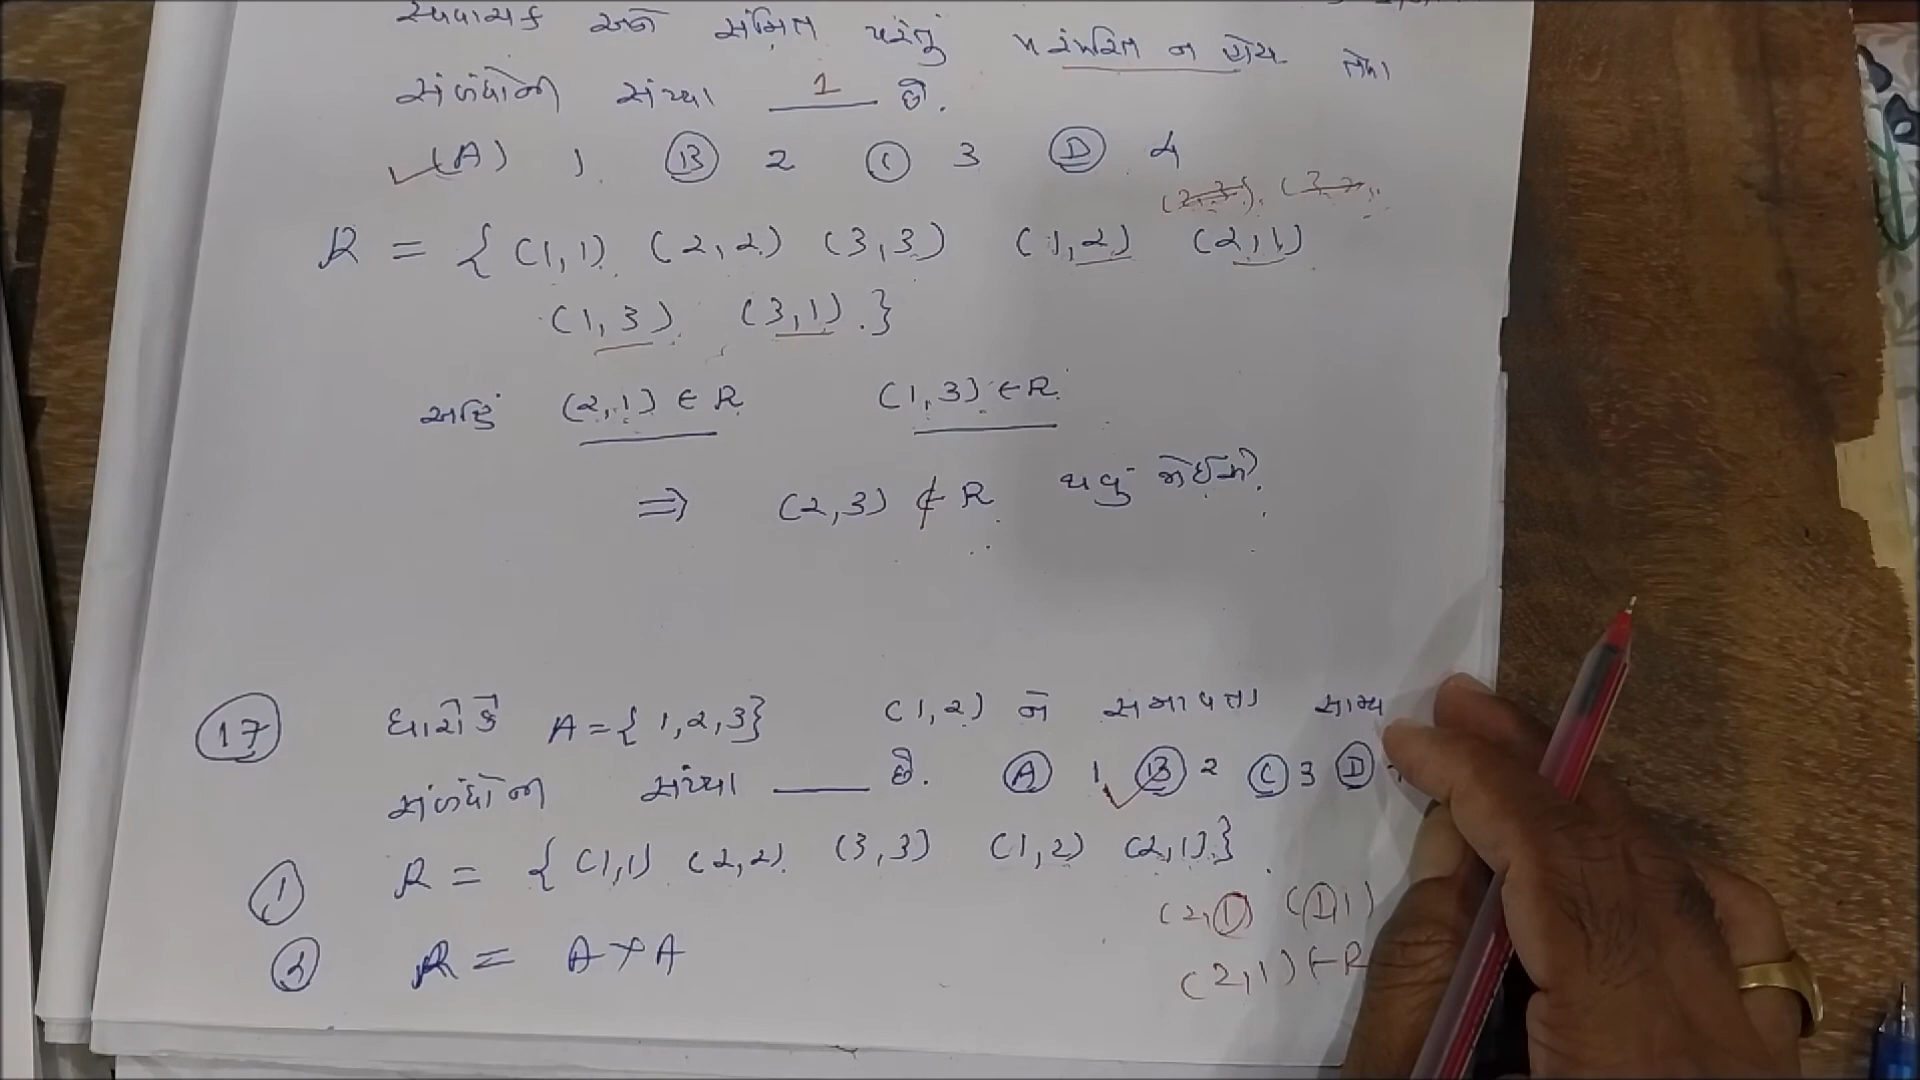 સ્વવાચક અને સંમિત પરંતુ પરંપરિત ન હોય તેવા
સંબંધોની સંખ્યા 1 છે.
(A) 1 (B) 2 (C) 3 (D) 4
R = {(1,1) (2,2) (3,3) (1,2) (2,1)
(1,3) (3,1)}
અહિં (2,1) ∈ R (1,3) ∈ R
⇒ (2,3) ∉ R થવું જોઈએ.
17 ધારોકે A={1,2,3} (1,2) ને સમાવતા સામ્ય
સંબંધોની સંખ્યા ____ છે. (A) 1 (B) 2 (C) 3 (D)
① R = {(1,1) (2,2) (3,3) (1,2) (2,1)}
(2,1) (1,1)
② R = A×A
(2,1) ∈ R